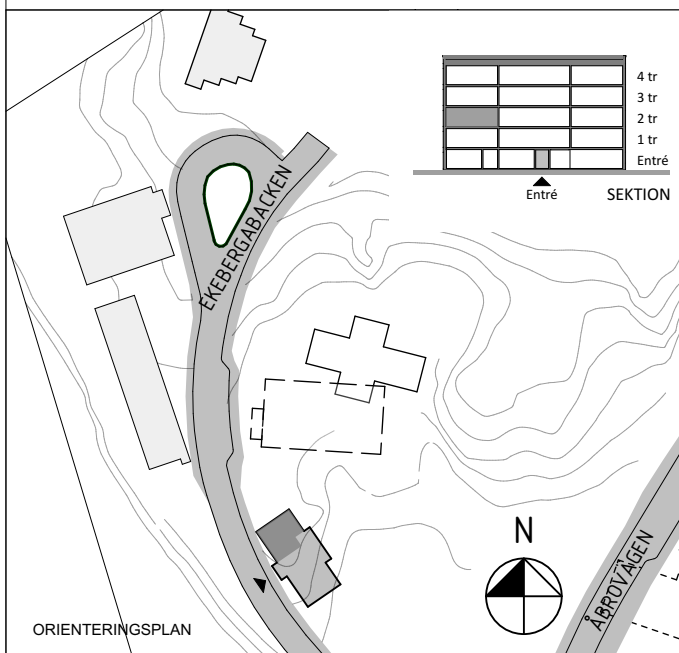 4 tr
3 tr
2 tr
1 tr
Entré
Entré
SEKTION
EKEBERGABACKEN
N
ÅBROVÄGEN
ORIENTERINGSPLAN